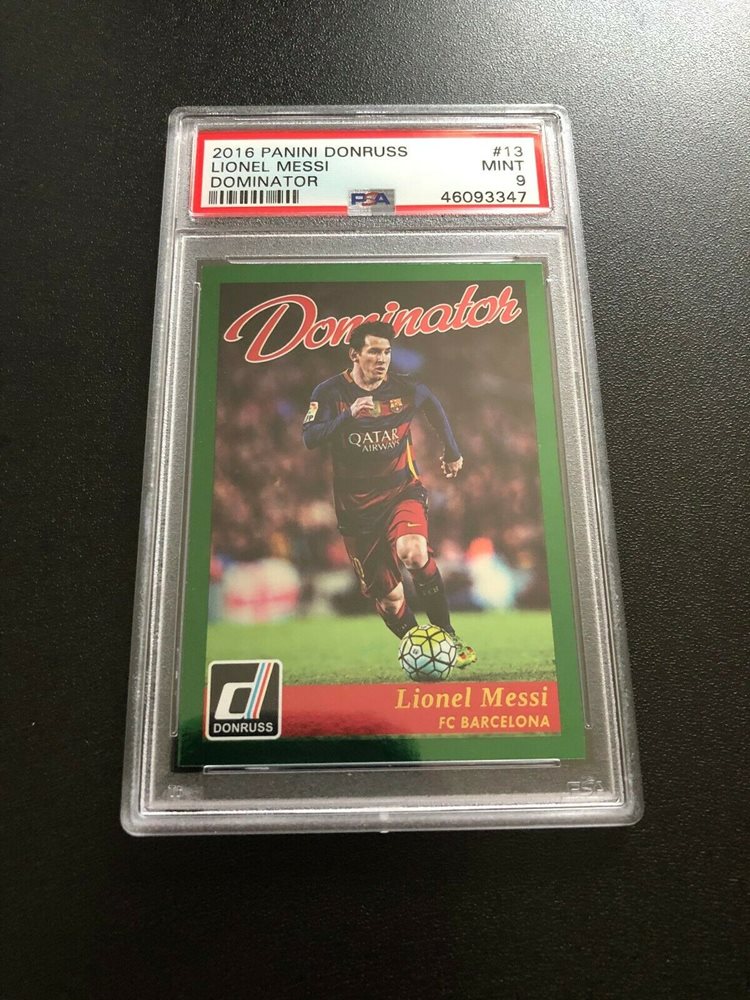 2016 PANINI DONRUSS #13
LIONEL MESSI MINT
DOMINATOR 9
PSA 46093347
Dominator
QATAR
AIRWAYS
Lionel Messi
FC BARCELONA
DONRUSS
PSA